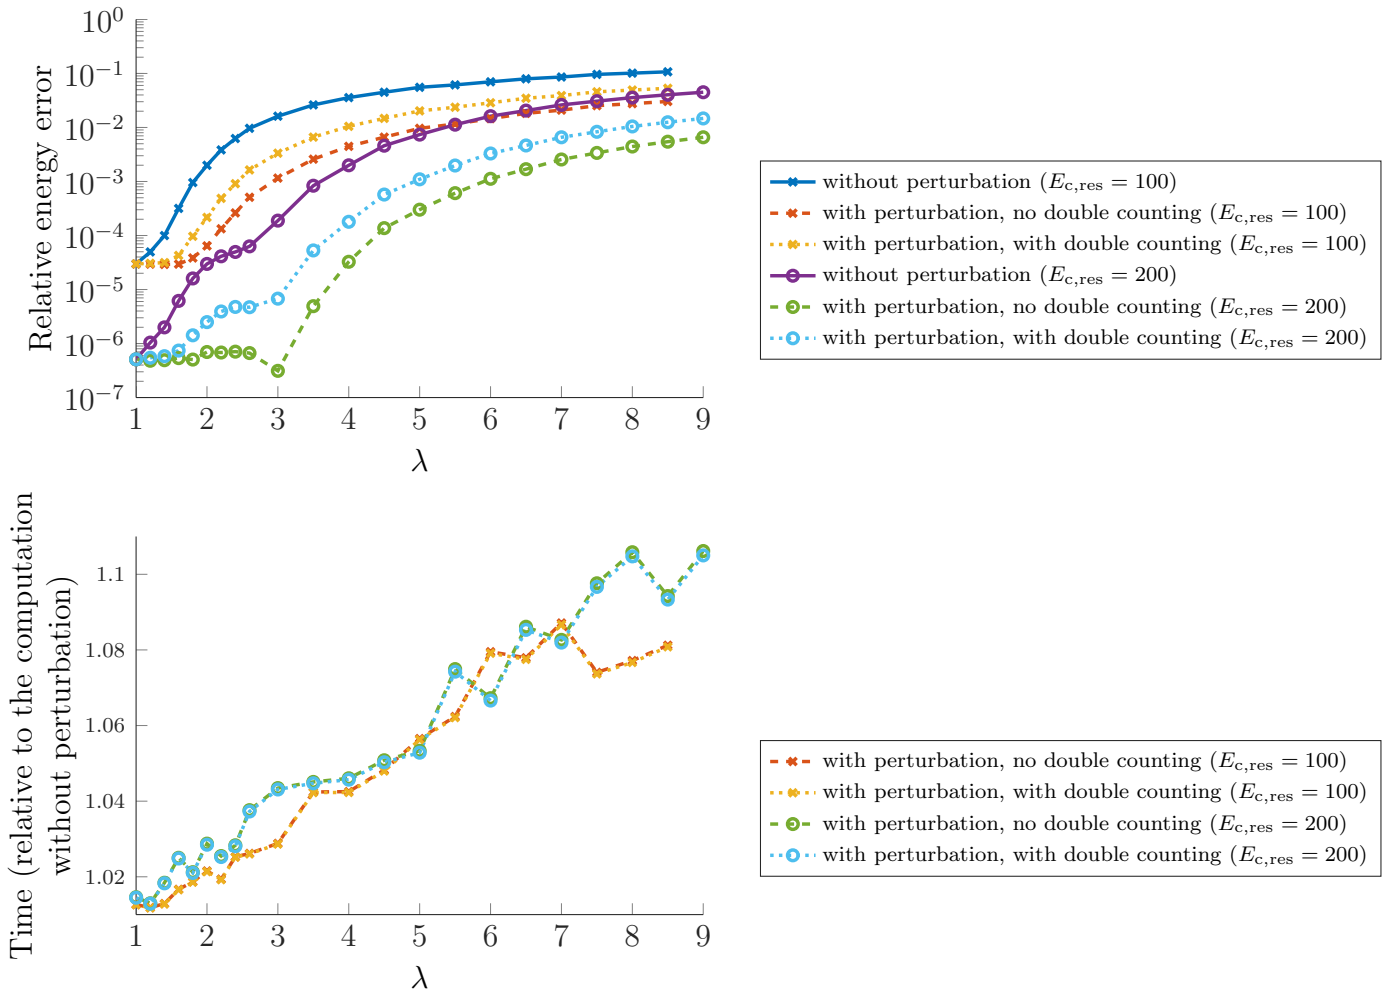 10⁰
10⁻¹
10⁻²
10⁻³
10⁻⁴
10⁻⁵
10⁻⁶
10⁻⁷
Relative energy error
1 2 3 4 5 6 7 8 9
λ
without perturbation (E_c,res = 100)
with perturbation, no double counting (E_c,res = 100)
with perturbation, with double counting (E_c,res = 100)
without perturbation (E_c,res = 200)
with perturbation, no double counting (E_c,res = 200)
with perturbation, with double counting (E_c,res = 200)
Time (relative to the computation
without perturbation)
1.1
1.08
1.06
1.04
1.02
1 2 3 4 5 6 7 8 9
λ
with perturbation, no double counting (E_c,res = 100)
with perturbation, with double counting (E_c,res = 100)
with perturbation, no double counting (E_c,res = 200)
with perturbation, with double counting (E_c,res = 200)